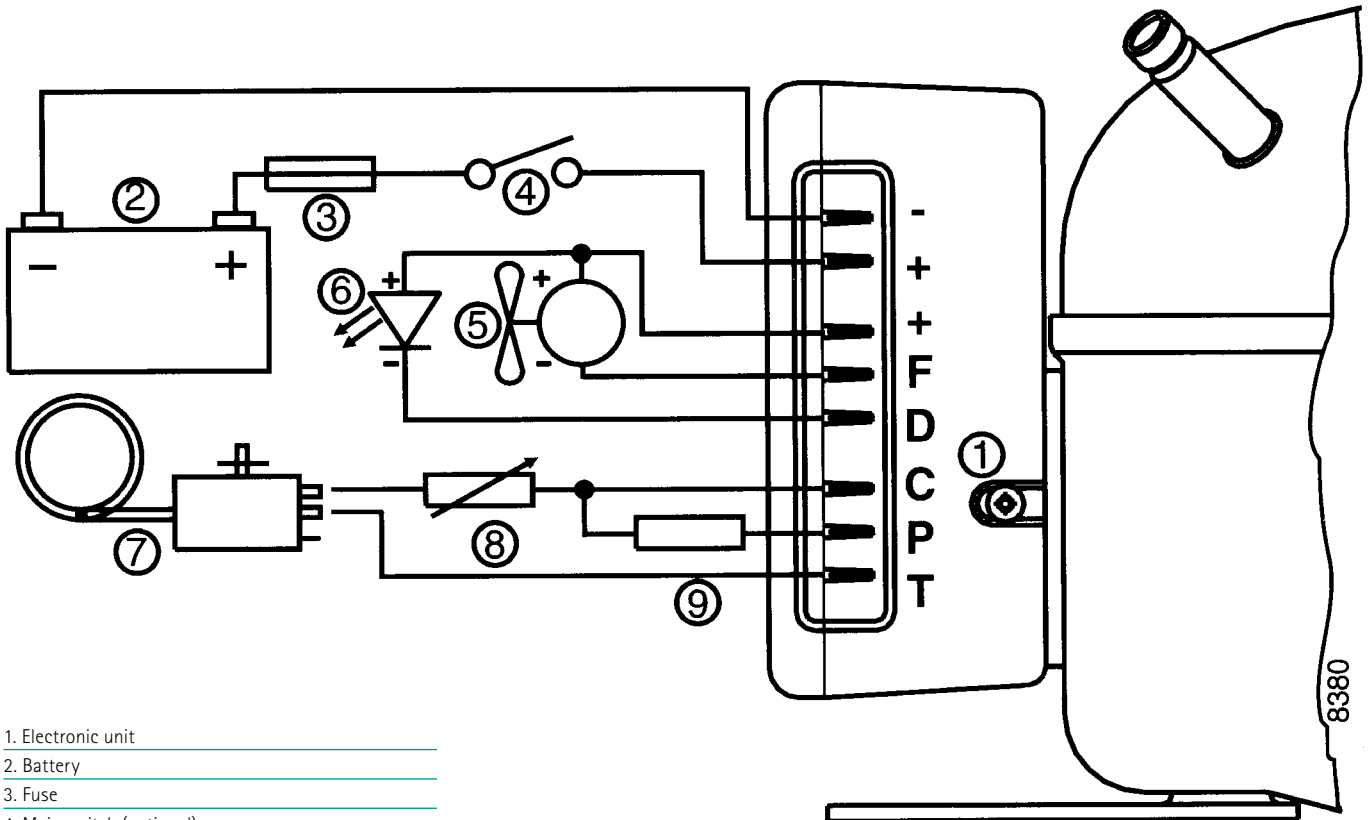 ②
③
④
−
+
−
+
⑥
+
−
⑤
+
−
+
F
D
C
P
T
①
⑦
⑧
⑨
8380
1. Electronic unit
2. Battery
3. Fuse